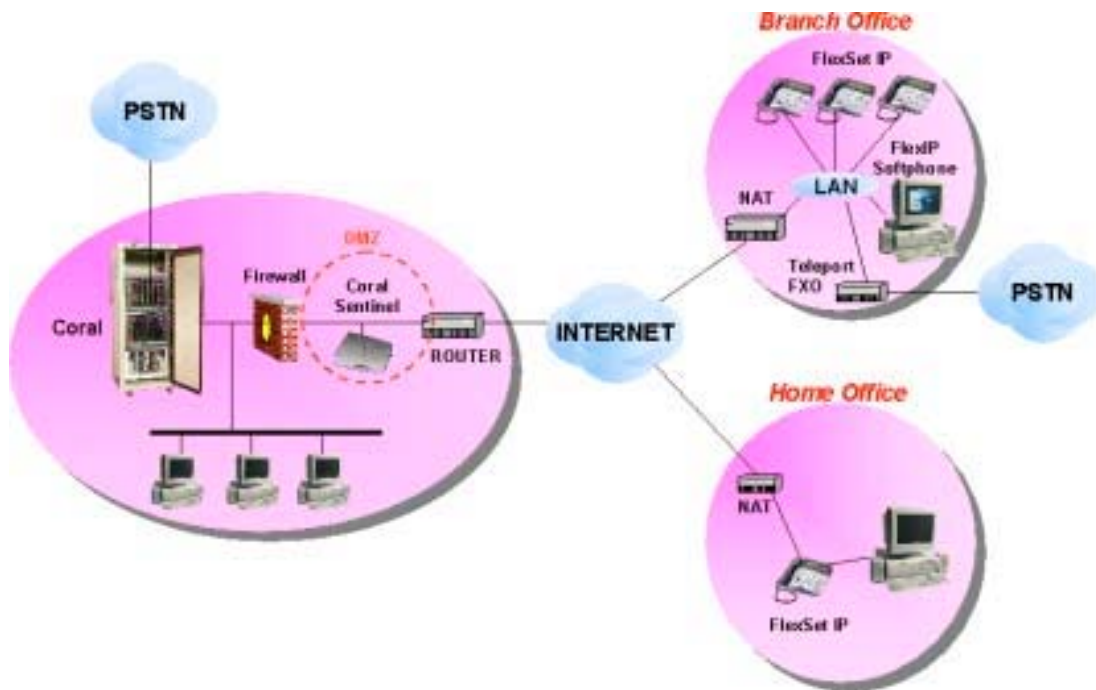 Branch Office
FlexSet IP
PSTN
FlexIP
Softphone
LAN
NAT
DMZ
Firewall
Coral
Sentinel
Teleport
FXO
PSTN
Coral
INTERNET
ROUTER
Home Office
NAT
FlexSet IP